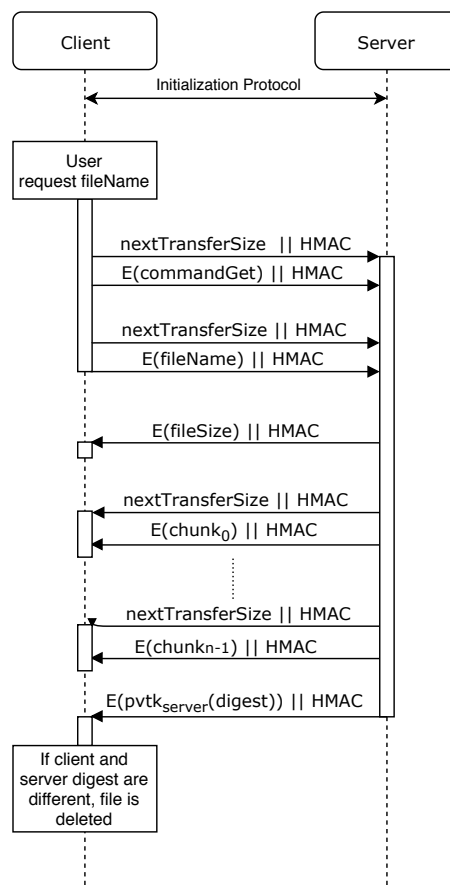 Client
Server
Initialization Protocol
User
request fileName
nextTransferSize || HMAC
E(commandGet) || HMAC
nextTransferSize || HMAC
E(fileName) || HMAC
E(fileSize) || HMAC
nextTransferSize || HMAC
E(chunk0) || HMAC
nextTransferSize || HMAC
E(chunkn-1) || HMAC
E(pvtkserver(digest)) || HMAC
If client and
server digest are
different, file is
deleted